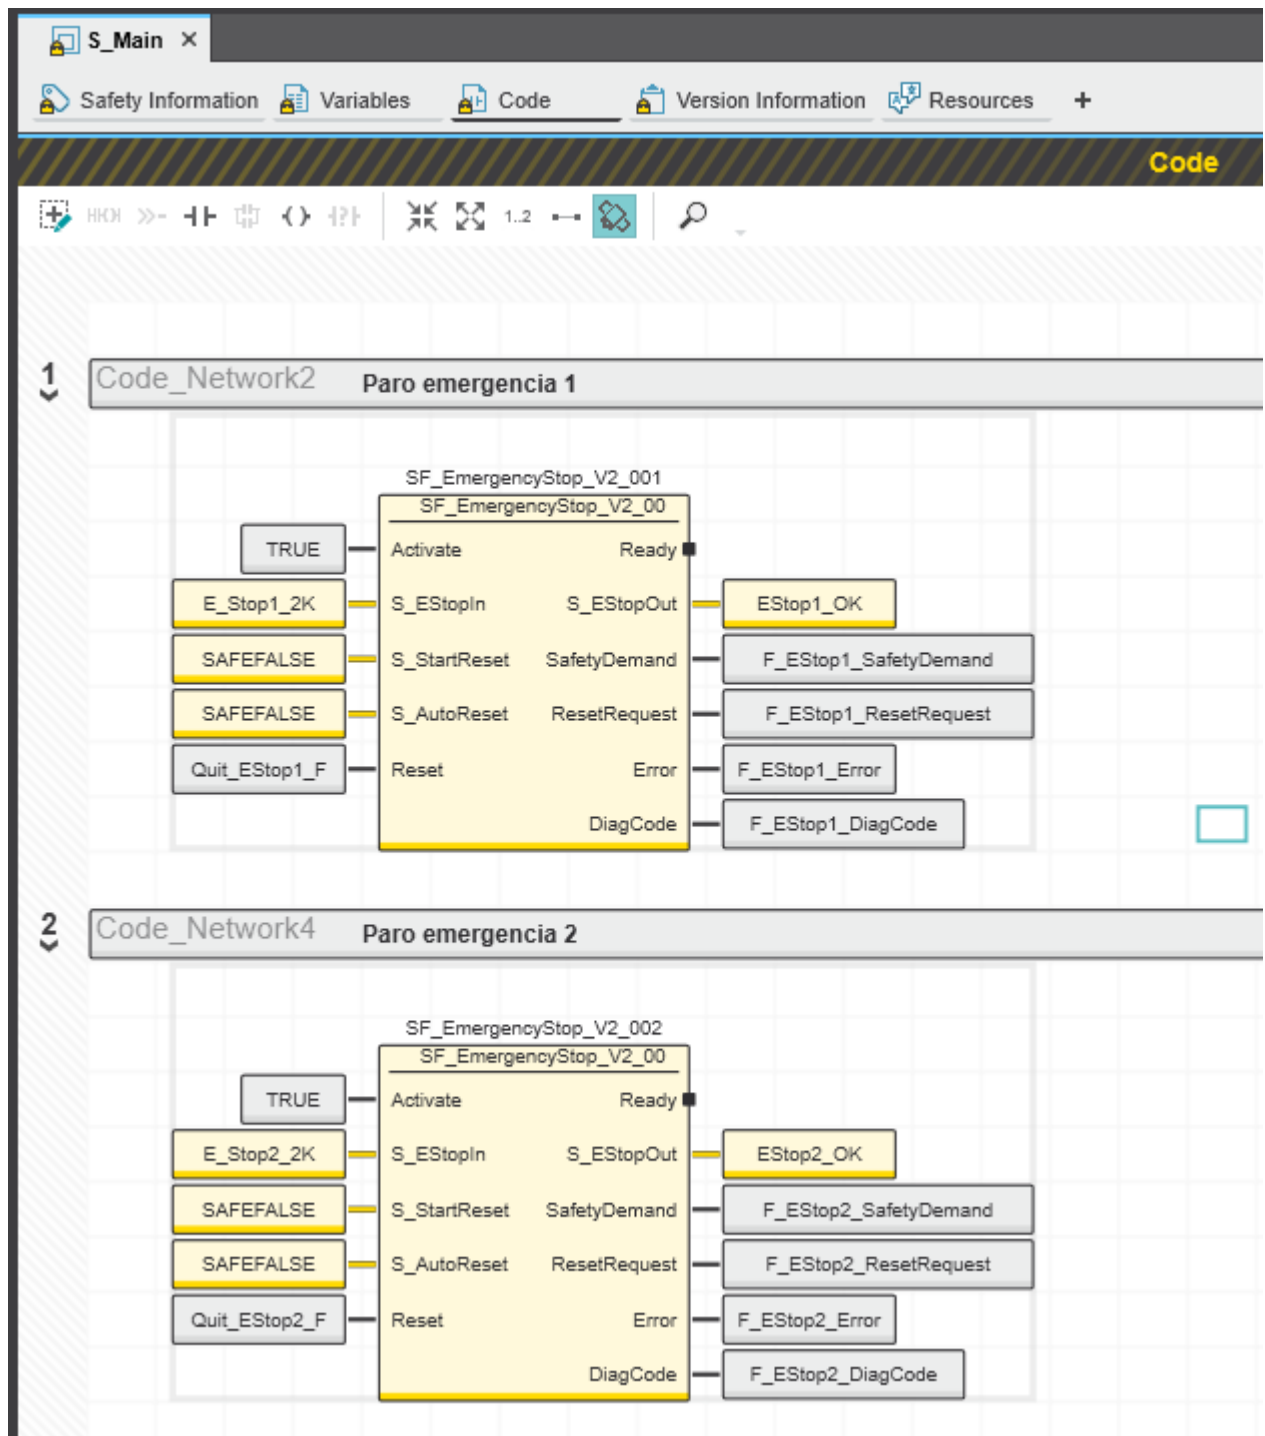 S_Main
Safety Information Variables Code Version Information Resources +
Code
1..2
1 Code_Network2 Paro emergencia 1
SF_EmergencyStop_V2_001
SF_EmergencyStop_V2_00
TRUE Activate Ready
E_Stop1_2K S_EStopIn S_EStopOut EStop1_OK
SAFEFALSE S_StartReset SafetyDemand F_EStop1_SafetyDemand
SAFEFALSE S_AutoReset ResetRequest F_EStop1_ResetRequest
Quit_EStop1_F Reset Error F_EStop1_Error
DiagCode F_EStop1_DiagCode
2 Code_Network4 Paro emergencia 2
SF_EmergencyStop_V2_002
SF_EmergencyStop_V2_00
TRUE Activate Ready
E_Stop2_2K S_EStopIn S_EStopOut EStop2_OK
SAFEFALSE S_StartReset SafetyDemand F_EStop2_SafetyDemand
SAFEFALSE S_AutoReset ResetRequest F_EStop2_ResetRequest
Quit_EStop2_F Reset Error F_EStop2_Error
DiagCode F_EStop2_DiagCode